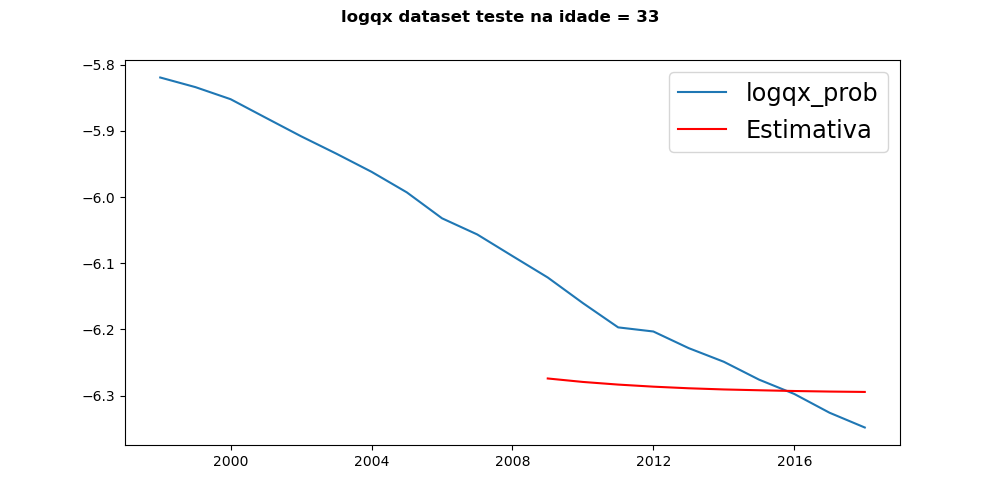 logqx dataset teste na idade = 33
logqx_prob
Estimativa
−5.8
−5.9
−6.0
−6.1
−6.2
−6.3
2000 2004 2008 2012 2016